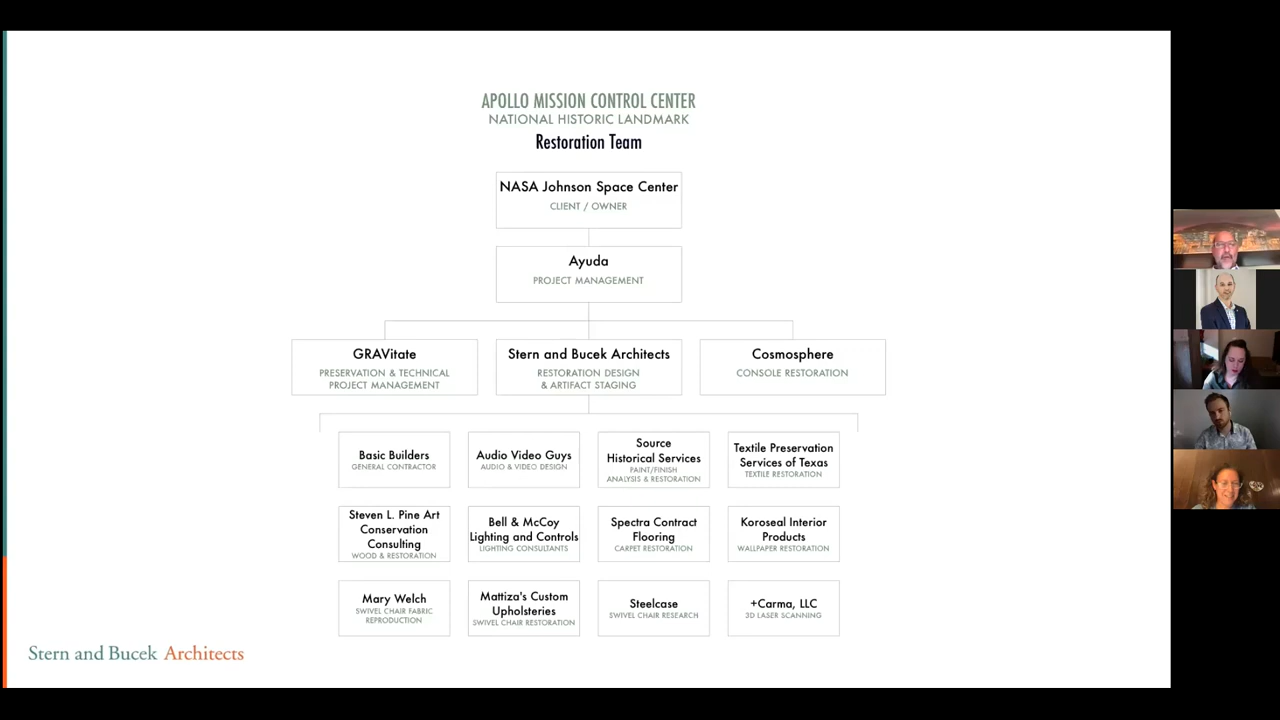 APOLLO MISSION CONTROL CENTER
NATIONAL HISTORIC LANDMARK
Restoration Team
NASA Johnson Space Center
CLIENT / OWNER
Ayuda
PROJECT MANAGEMENT
GRAVitate
PRESERVATION & TECHNICAL
PROJECT MANAGEMENT
Stern and Bucek Architects
RESTORATION DESIGN
& ARTIFACT STAGING
Cosmosphere
CONSOLE RESTORATION
Basic Builders
GENERAL CONTRACTOR
Audio Video Guys
AUDIO & VIDEO DESIGN
Source
Historical Services
PAINT/FINISH
ANALYSIS & RESTORATION
Textile Preservation
Services of Texas
TEXTILE RESTORATION
Steven L. Pine Art
Conservation
Consulting
WOOD & RESTORATION
Bell & McCoy
Lighting and Controls
LIGHTING CONSULTANTS
Spectra Contract
Flooring
CARPET RESTORATION
Koroseal Interior
Products
WALLPAPER RESTORATION
Mary Welch
SWIVEL CHAIR FABRIC
REPRODUCTION
Mattiza's Custom
Upholsteries
SWIVEL CHAIR RESTORATION
Steelcase
SWIVEL CHAIR RESEARCH
+Carma, LLC
3D LASER SCANNING
Stern and Bucek Architects